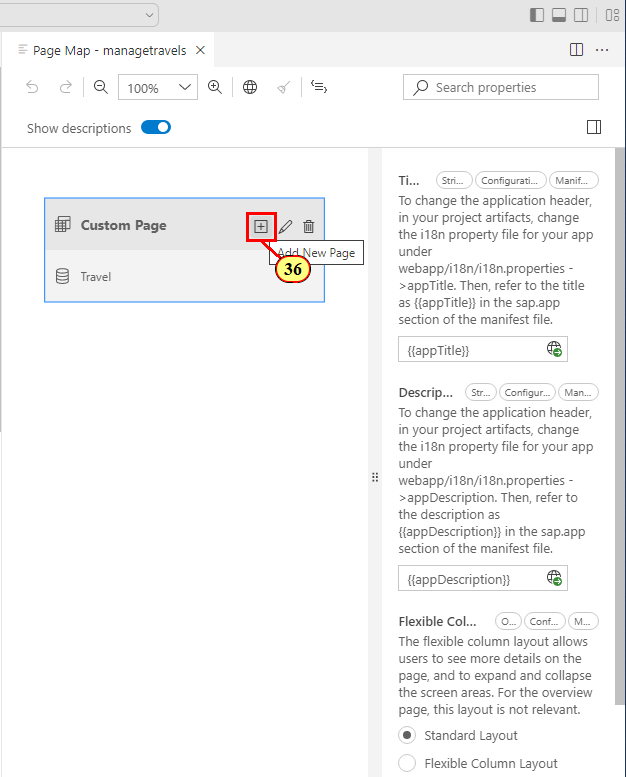 Page Map - managetravels
100%
Search properties
Show descriptions
Custom Page
Add New Page
36
Travel
Ti... Stri... Configurati... Manif...
To change the application header,
in your project artifacts, change
the i18n property file for your app
under
webapp/i18n/i18n.properties -
>appTitle. Then, refer to the title
as {{appTitle}} in the sap.app
section of the manifest file.
{{appTitle}}
Descrip... Str... Configur... Man...
To change the application header,
in your project artifacts, change
the i18n property file for your app
under
webapp/i18n/i18n.properties -
>appDescription. Then, refer to
the description as
{{appDescription}} in the sap.app
section of the manifest file.
{{appDescription}}
Flexible Col... O... Conf... M...
The flexible column layout allows
users to see more details on the
page, and to expand and collapse
the screen areas. For the overview
page, this layout is not relevant.
Standard Layout
Flexible Column Layout